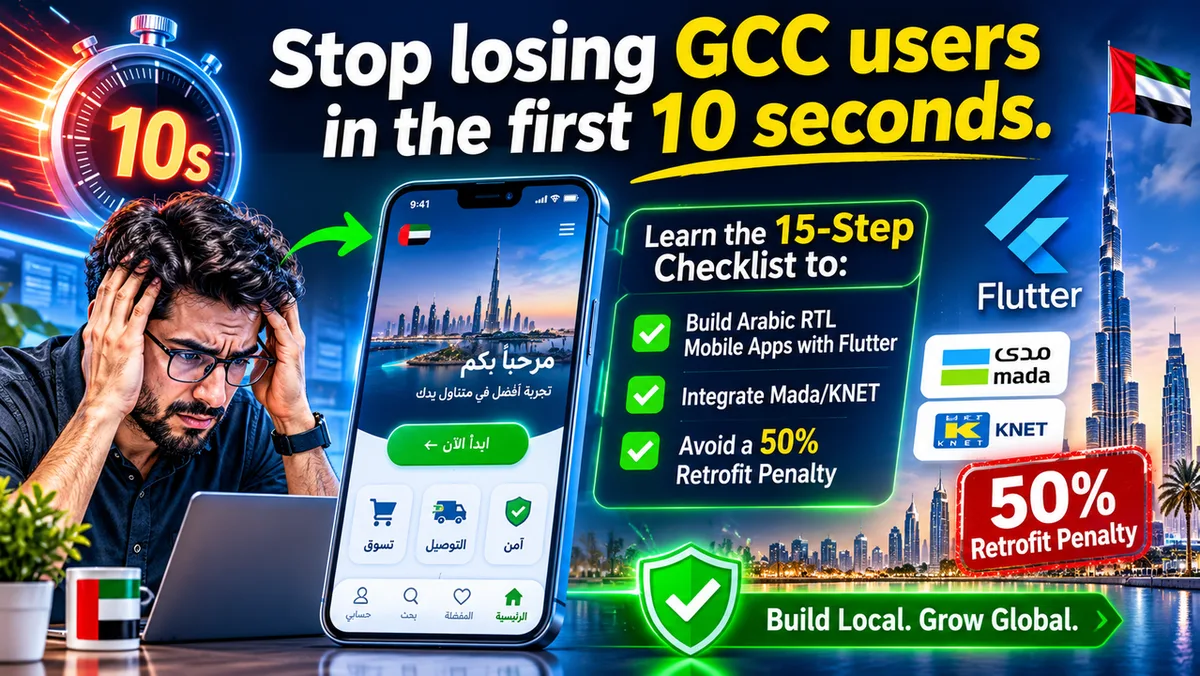 Stop losing GCC users
in the first 10 seconds.
10s
9:41
مرحباً بكم
تجربة أفضل في متناول يدك
ابدأ الآن ←
تسوق
التوصيل
آمن
حسابي
بحث
المفضلة
الرئيسية
Learn the 15-Step
Checklist to:
Build Arabic RTL
Mobile Apps with Flutter
Integrate Mada/KNET
Avoid a 50%
Retrofit Penalty
Flutter
مدى
mada
K
KNET
KNET
50%
Retrofit Penalty
Build Local. Grow Global.